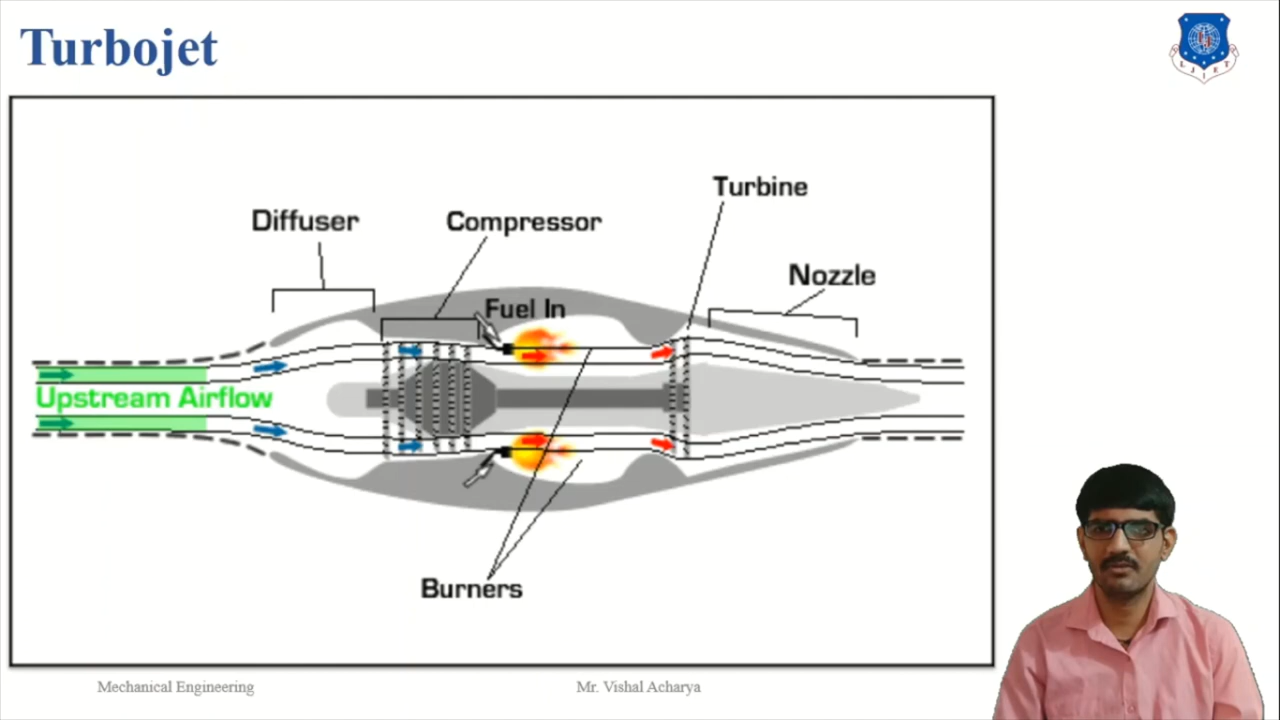 Turbojet
L J I E T
Turbine
Diffuser
Compressor
Nozzle
Fuel In
Upstream Airflow
Burners
Mechanical Engineering
Mr. Vishal Acharya